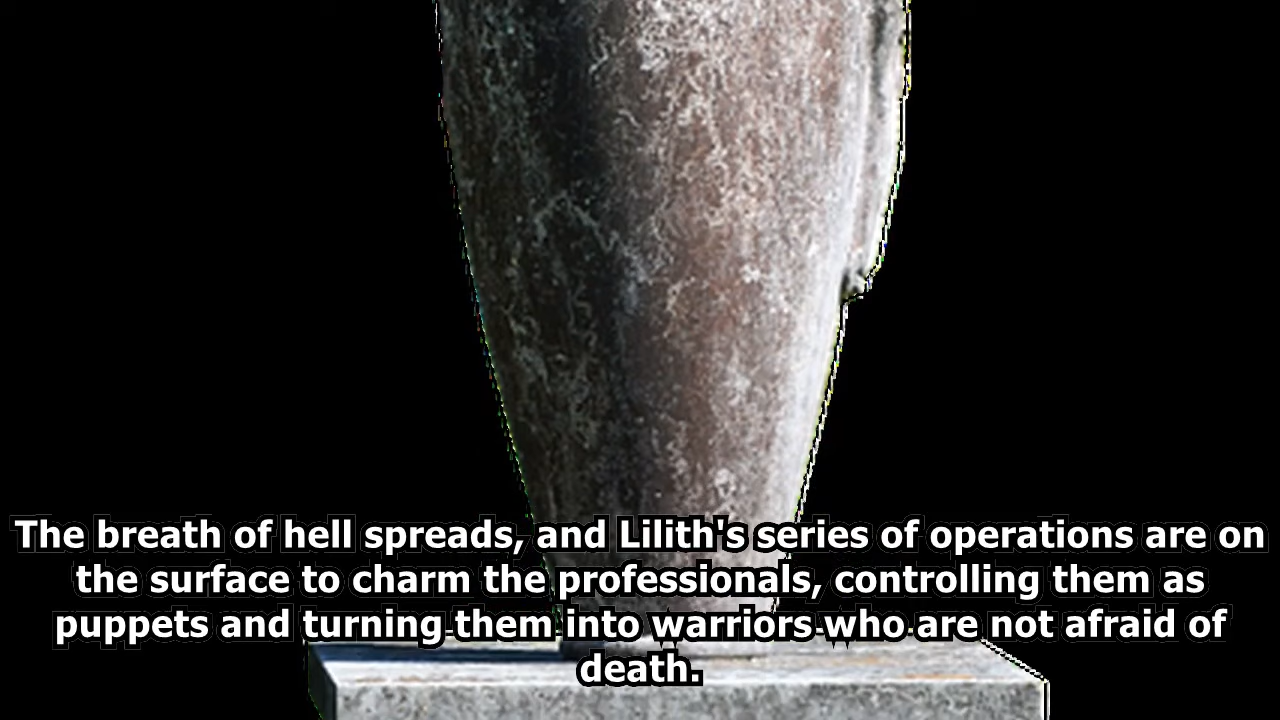 The breath of hell spreads, and Lilith's series of operations are on
the surface to charm the professionals, controlling them as
puppets and turning them into warriors who are not afraid of
death.